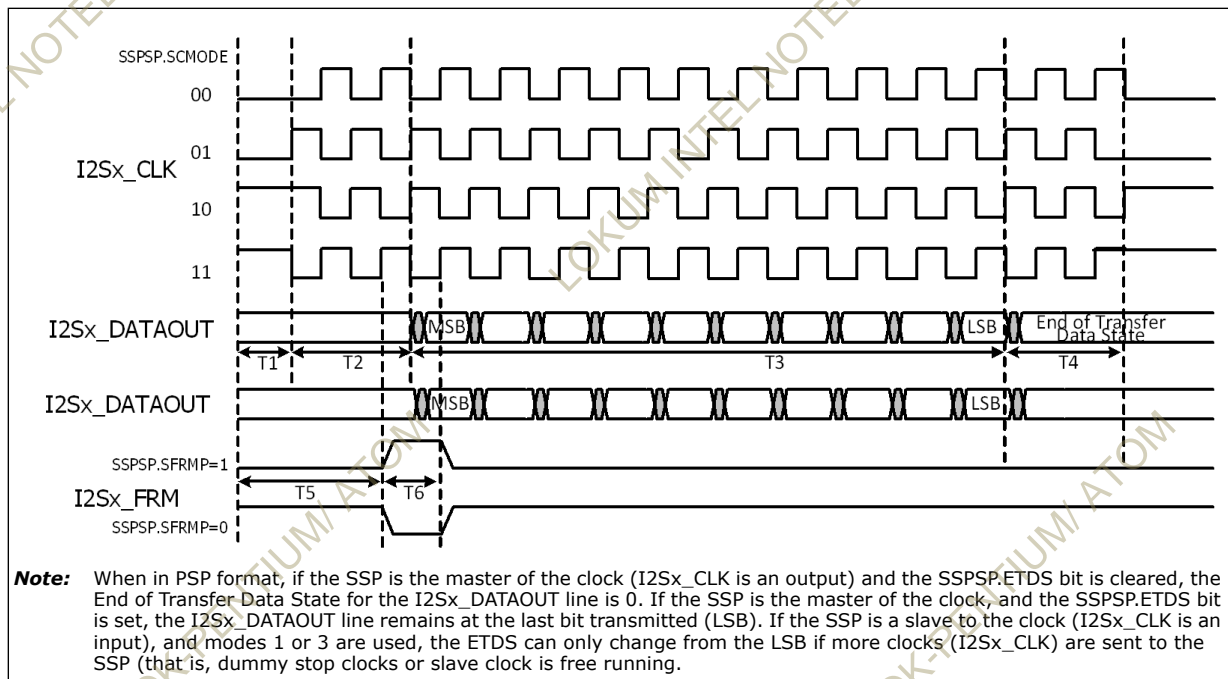 SSPSP.SCMODE
00
01
I2Sx_CLK
10
11
I2Sx_DATAOUT
MSB
LSB
End of Transfer
Data State
T1
T2
T3
T4
I2Sx_DATAOUT
MSB
LSB
SSPSP.SFRMP=1
T5
T6
I2Sx_FRM
SSPSP.SFRMP=0
Note: When in PSP format, if the SSP is the master of the clock (I2Sx_CLK is an output) and the SSPSP.ETDS bit is cleared, the
End of Transfer Data State for the I2Sx_DATAOUT line is 0. If the SSP is the master of the clock, and the SSPSP.ETDS bit
is set, the I2Sx_DATAOUT line remains at the last bit transmitted (LSB). If the SSP is a slave to the clock (I2Sx_CLK is an
input), and modes 1 or 3 are used, the ETDS can only change from the LSB if more clocks (I2Sx_CLK) are sent to the
SSP (that is, dummy stop clocks or slave clock is free running.
LOKUM INTEL NOTEL